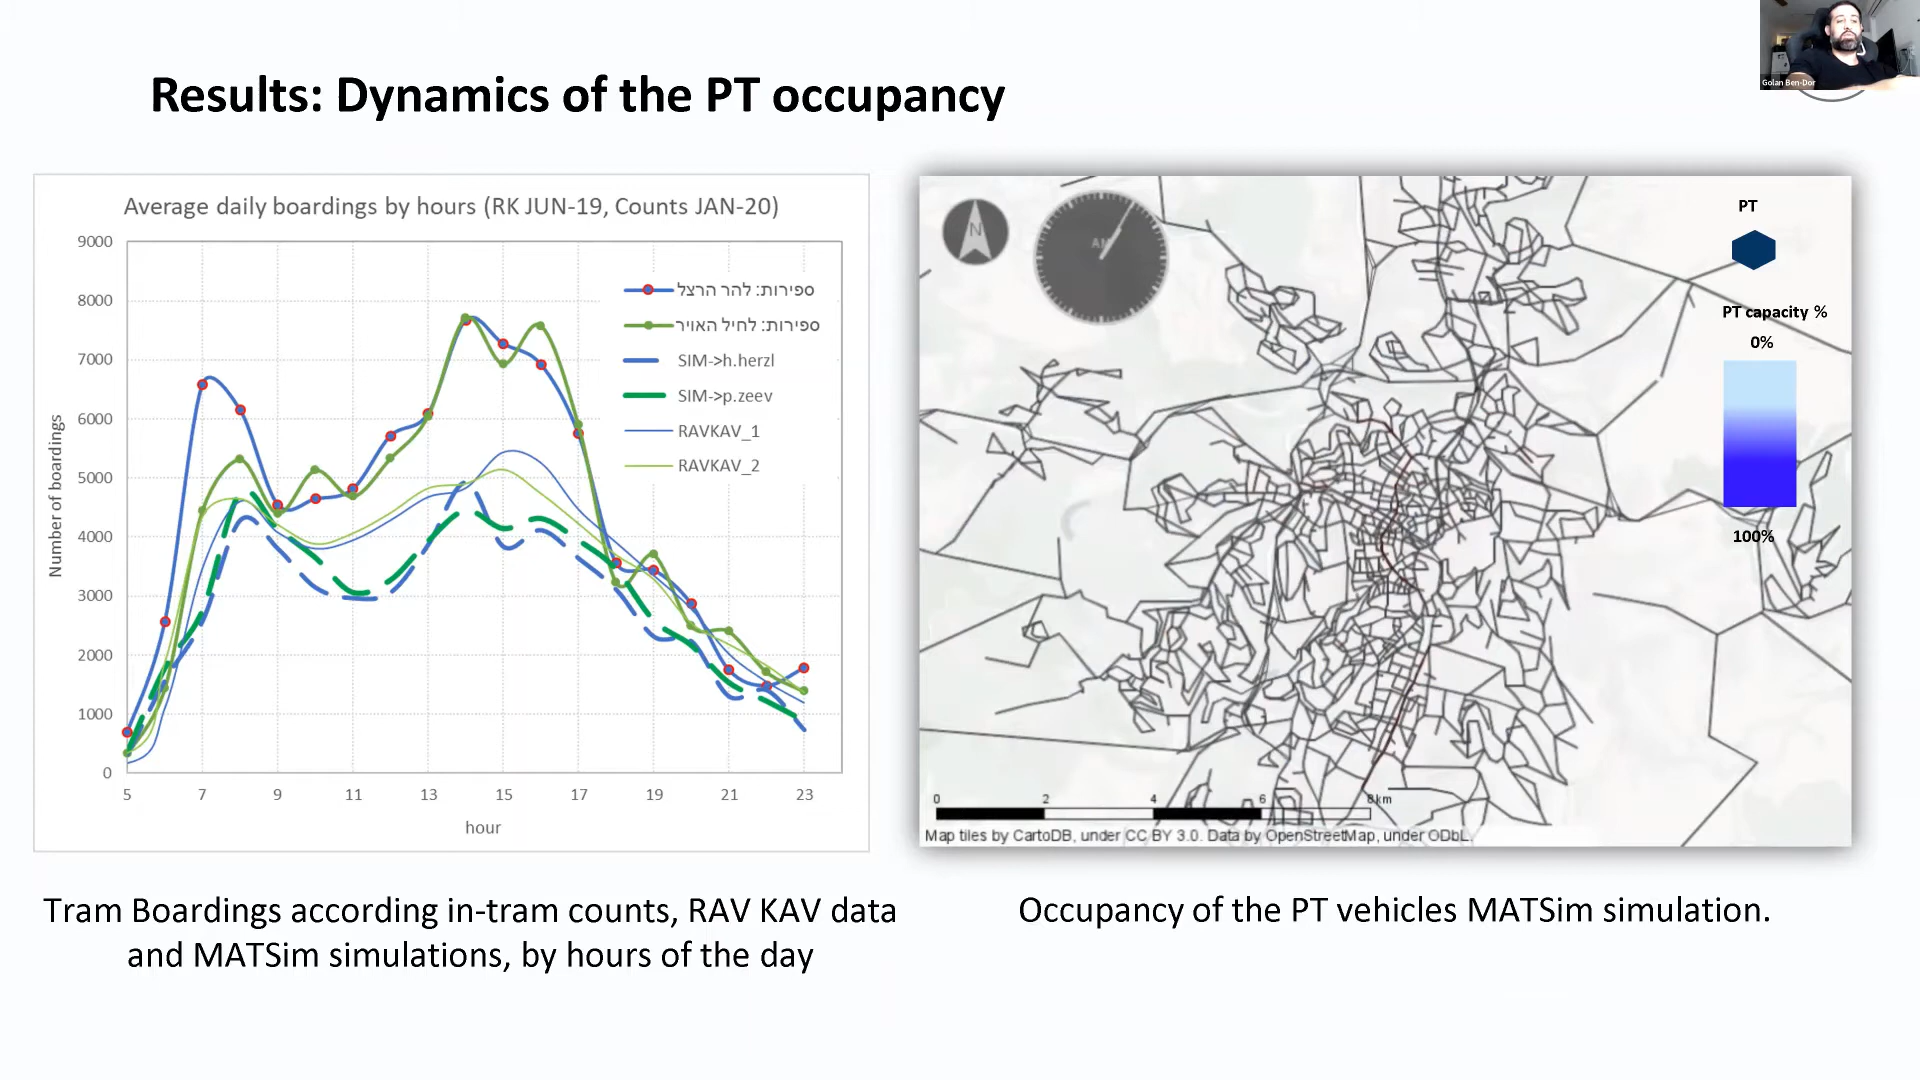 Golan Ben-Dor
Results: Dynamics of the PT occupancy
Average daily boardings by hours (RK JUN-19, Counts JAN-20)
9000
8000
7000
6000
5000
4000
3000
2000
1000
0
Number of boardings
5 7 9 11 13 15 17 19 21 23
hour
ספירות: להר הרצל
ספירות: לחיל האויר
SIM->h.herzl
SIM->p.zeev
RAVKAV_1
RAVKAV_2
N
AM
PT
PT capacity %
0%
100%
0 2 4 6 8 km
Map tiles by CartoDB, under CC BY 3.0. Data by OpenStreetMap, under ODbL.
Tram Boardings according in-tram counts, RAV KAV data
and MATSim simulations, by hours of the day
Occupancy of the PT vehicles MATSim simulation.